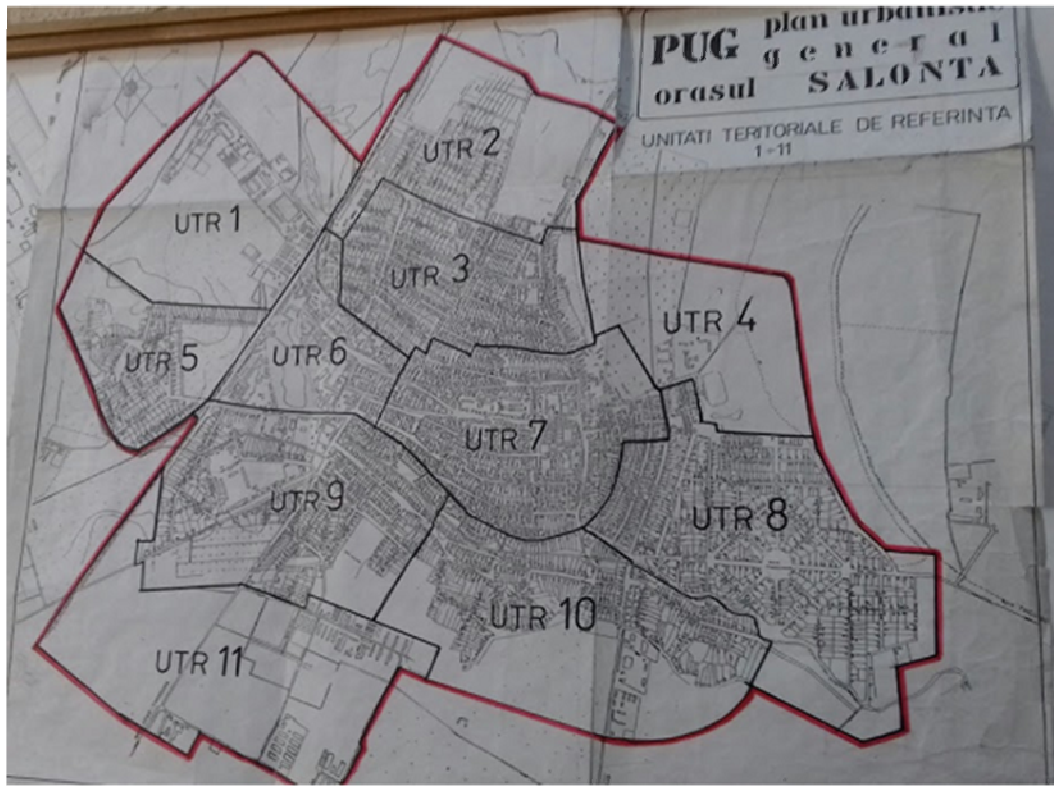 PUG plan urbanistic
general
orasul SALONTA
UNITATI TERITORIALE DE REFERINTA
1-11
UTR 2
UTR 1
UTR 3
UTR 4
UTR 5
UTR 6
UTR 7
UTR 9
UTR 8
UTR 10
UTR 11